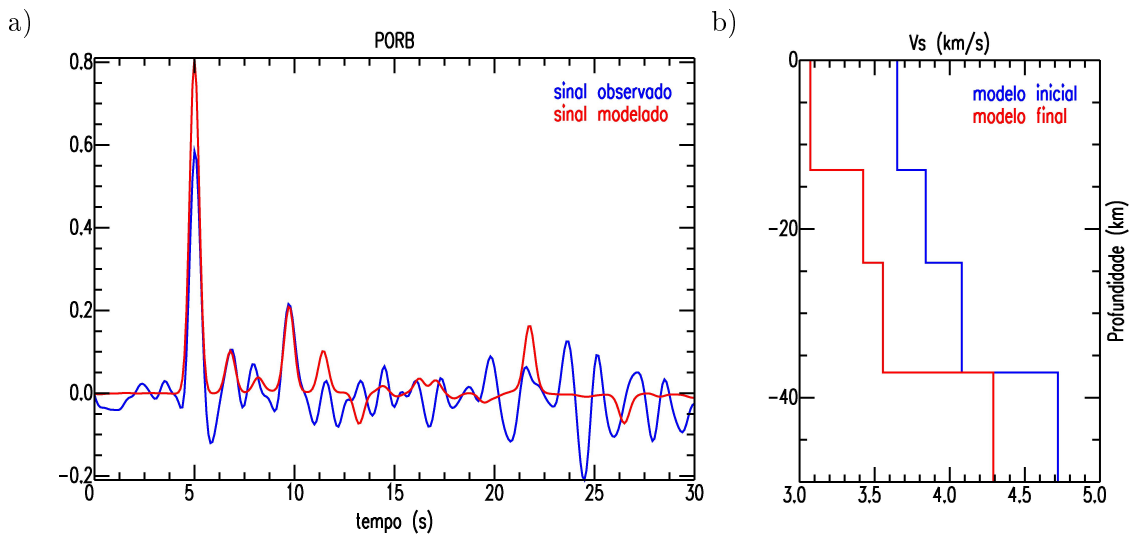 a)
PORB
sinal observado
sinal modelado
0.8
0.6
0.4
0.2
0.0
-0.2
0 5 10 15 20 25 30
tempo (s)
b)
Vs (km/s)
modelo inicial
modelo final
0
-20
-40
Profundidade (km)
3.0 3.5 4.0 4.5 5.0